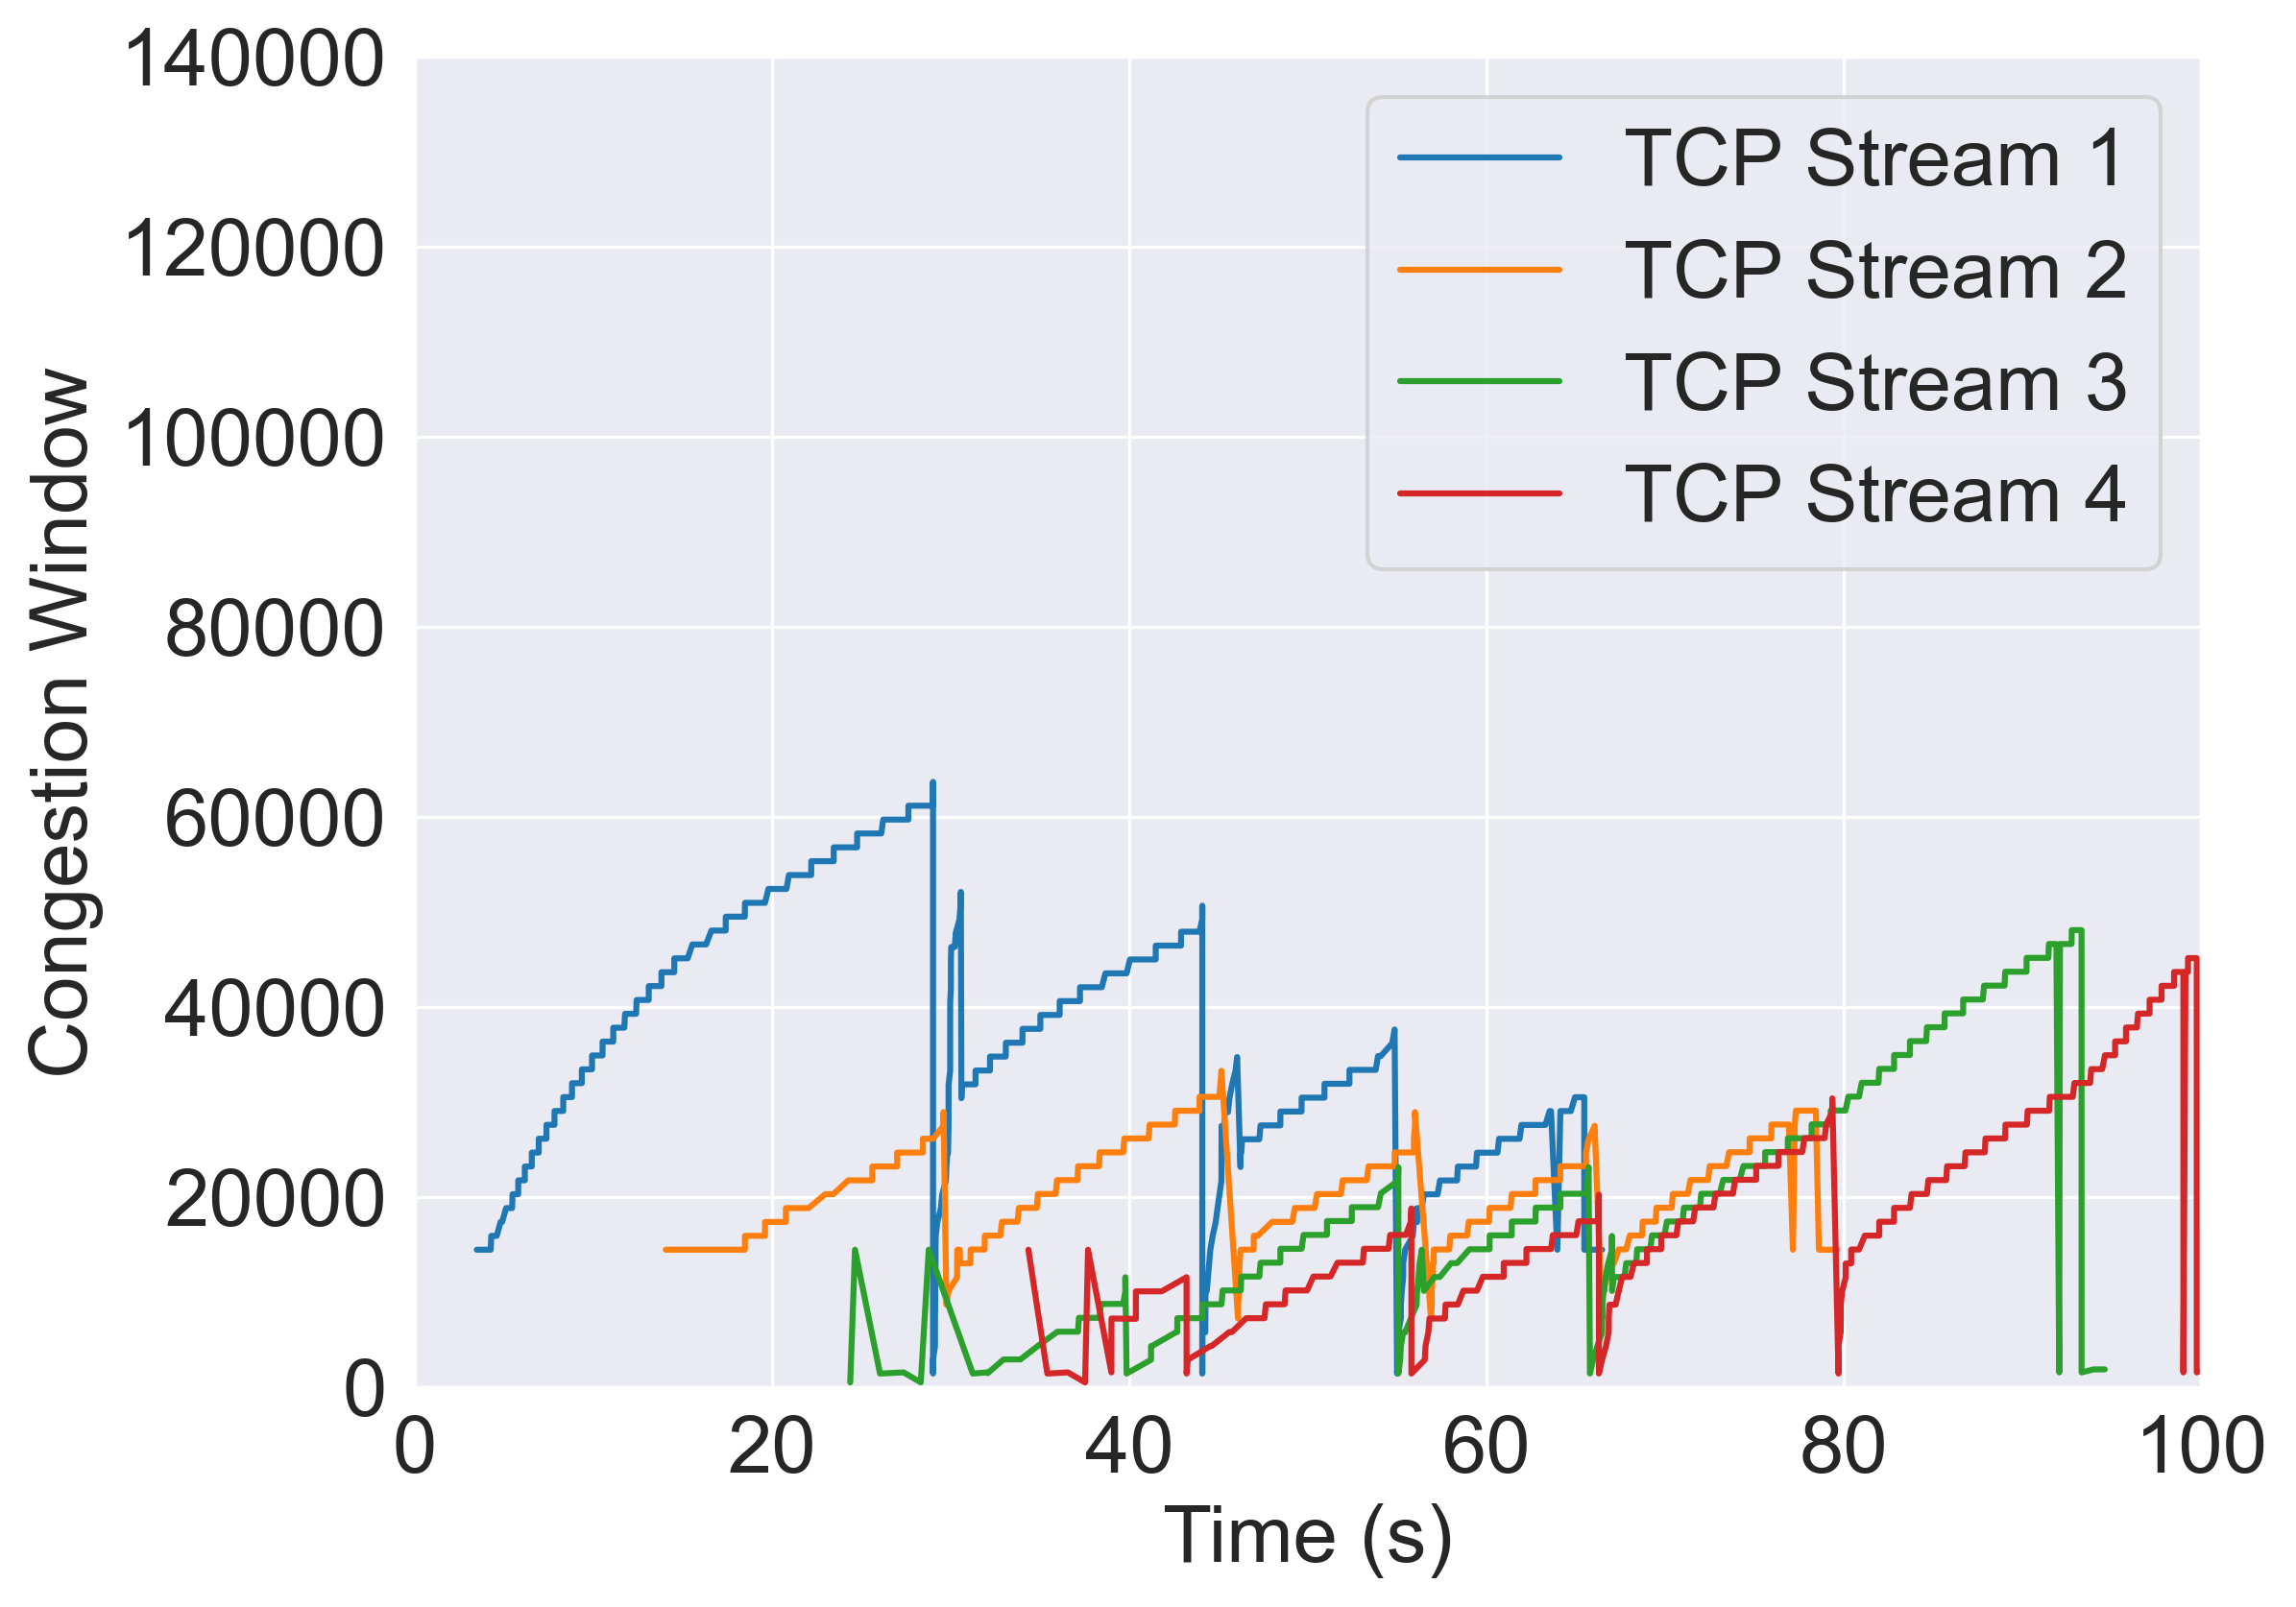 140000
120000
100000
80000
60000
40000
20000
0
Congestion Window
0 20 40 60 80 100
Time (s)
TCP Stream 1
TCP Stream 2
TCP Stream 3
TCP Stream 4